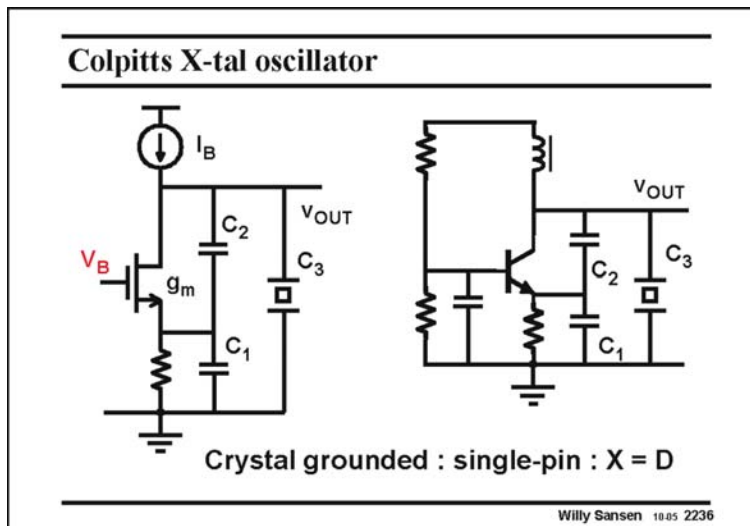 Colpitts X-tal oscillator
I_B
v_OUT
C_2
C_3
V_B
g_m
C_1
v_OUT
C_2
C_3
C_1
Crystal grounded : single-pin : X = D
Willy Sansen 10-05 2236